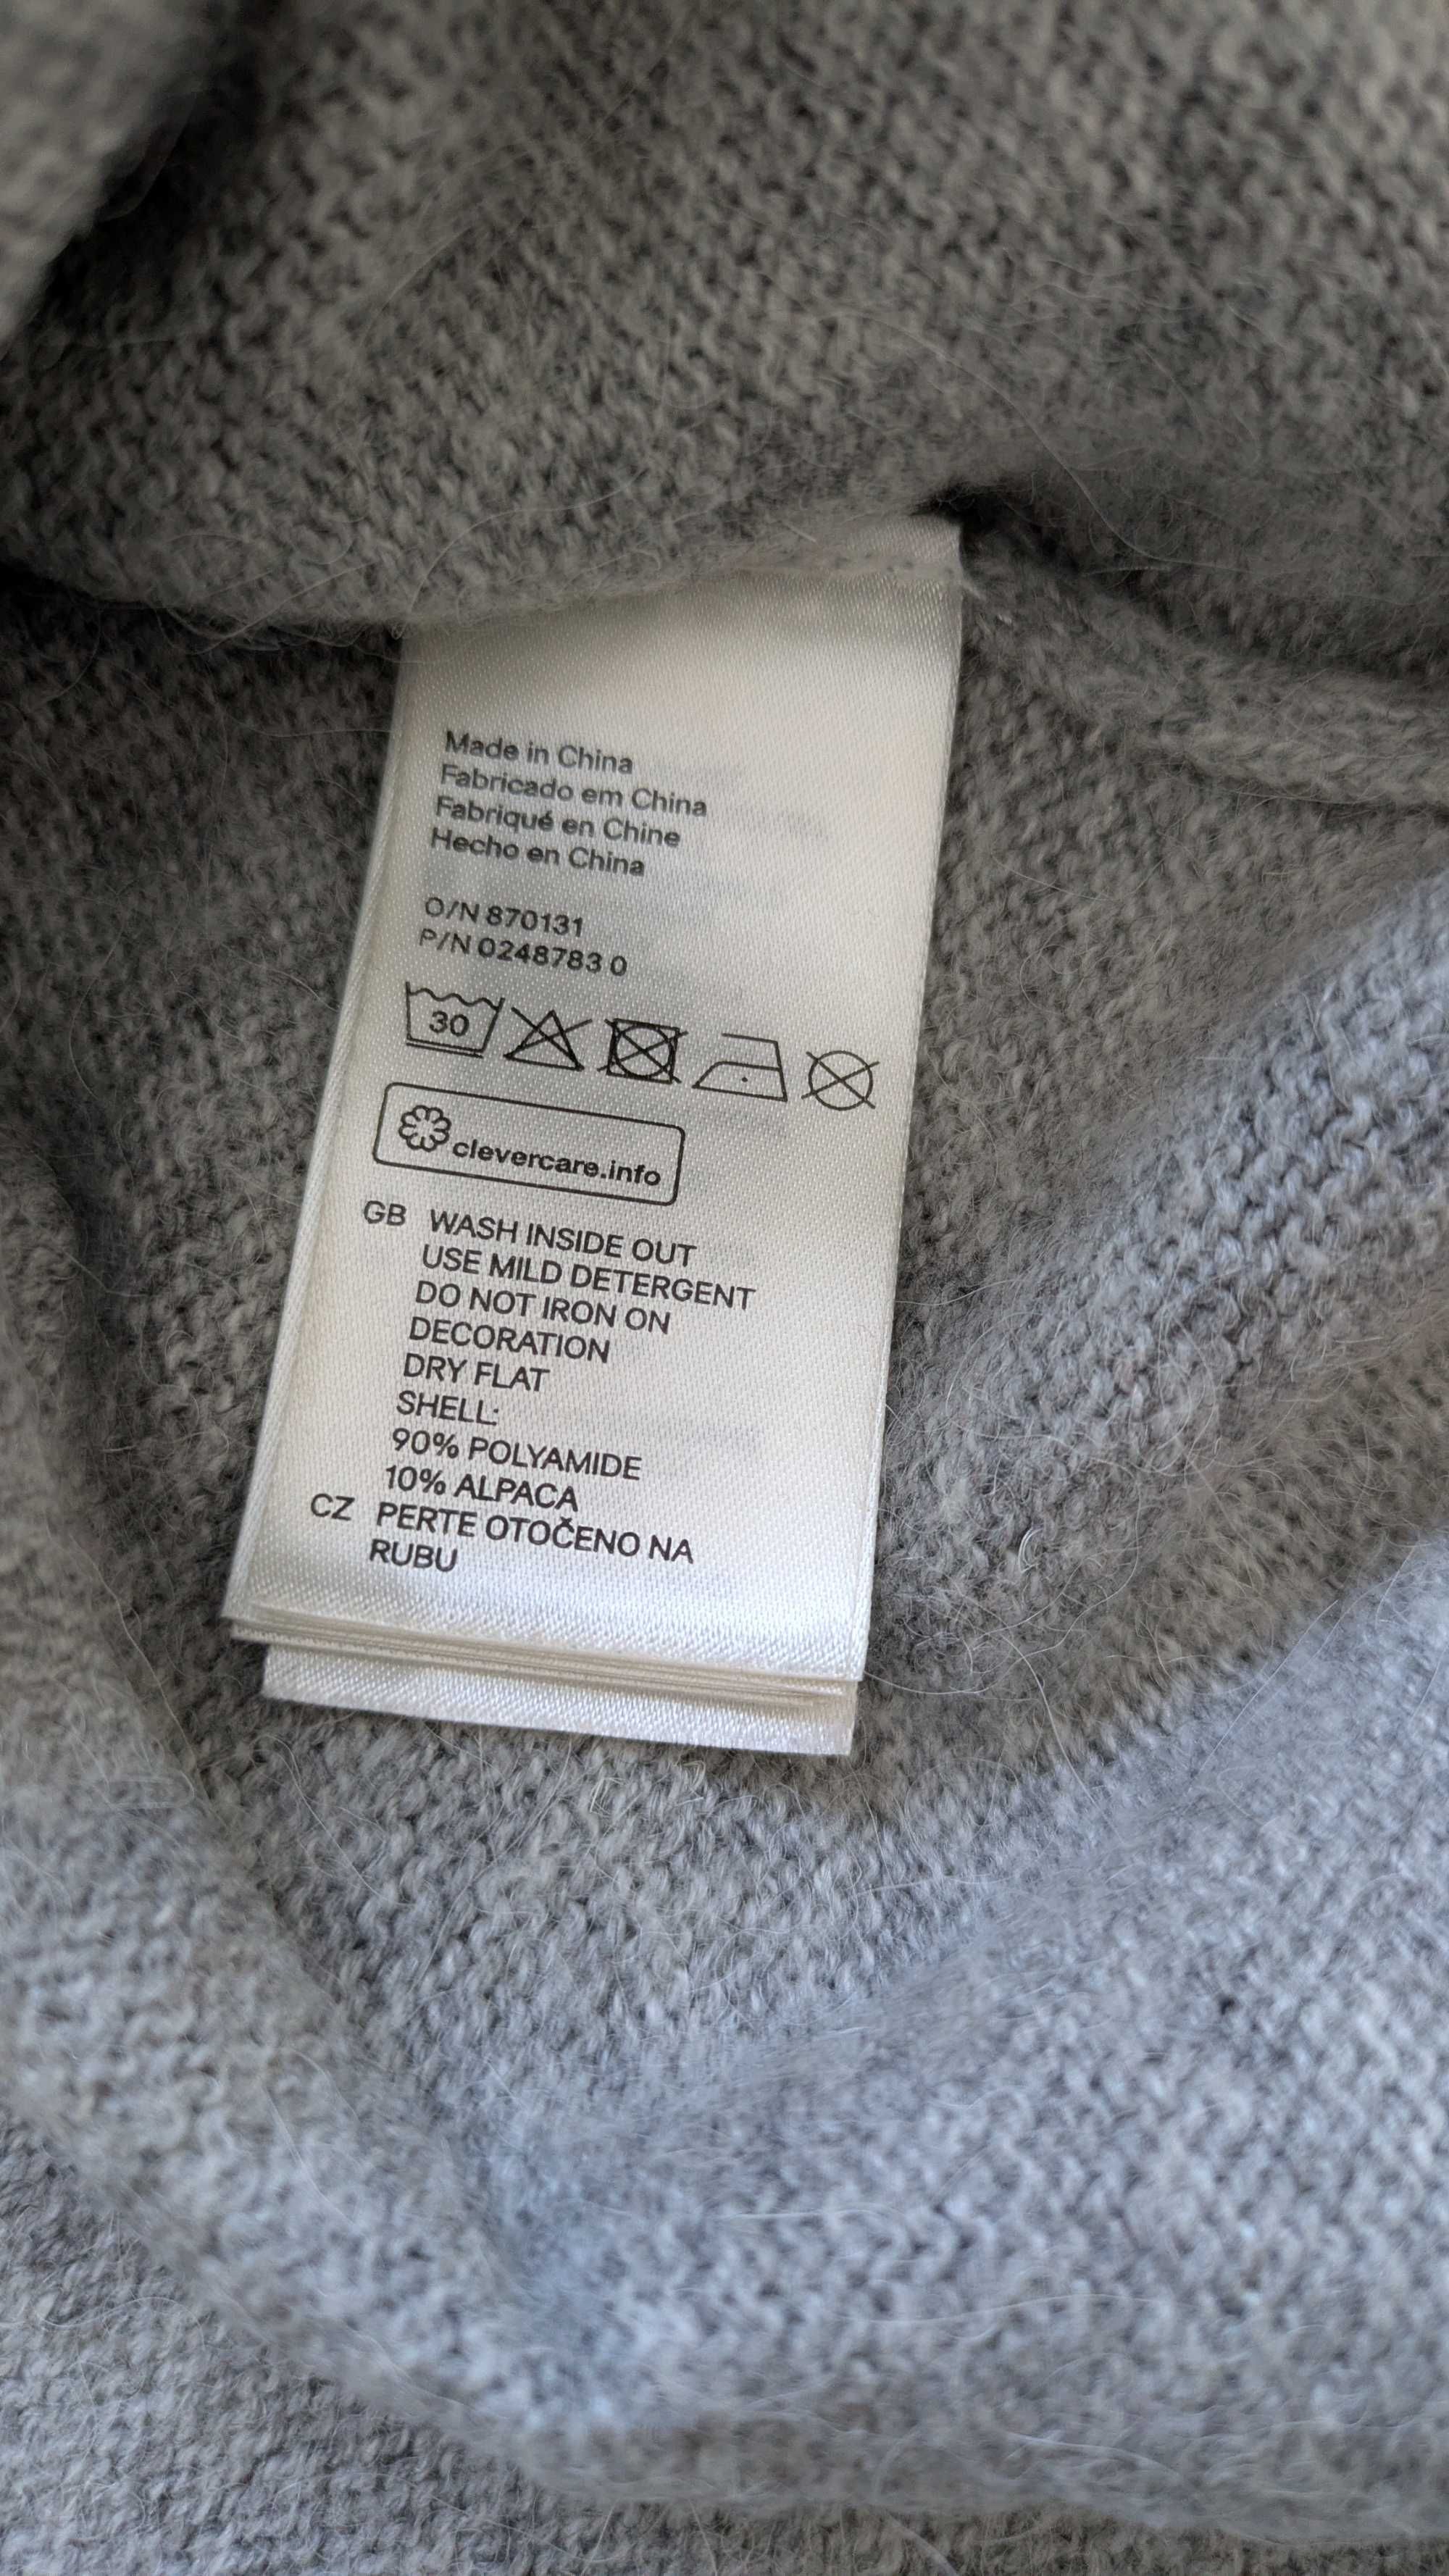 Made in China
Fabricado em China
Fabriqué en Chine
Hecho en China
O/N 870131
P/N 0248783 0
30
clevercare.info
GB WASH INSIDE OUT
USE MILD DETERGENT
DO NOT IRON ON
DECORATION
DRY FLAT
SHELL:
90% POLYAMIDE
10% ALPACA
CZ PERTE OTOČENO NA
RUBU